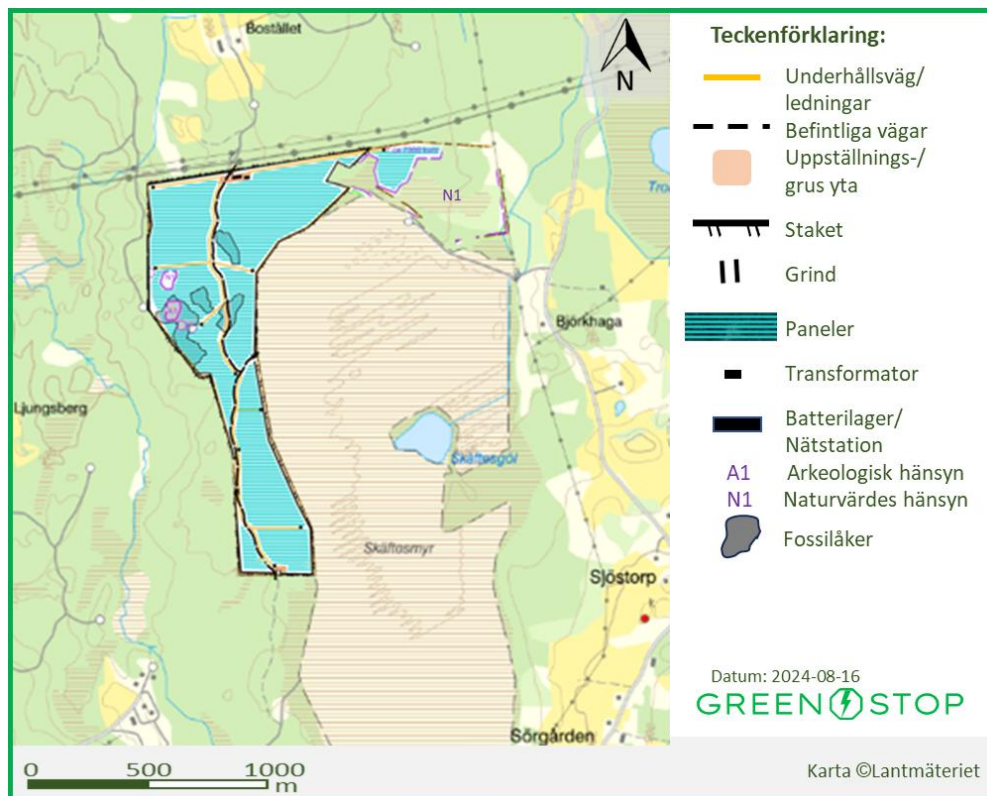 Bostället
N
N1
Tro
Björkhaga
Ljungsberg
Skäftesgöl
Skäftosmyr
Sjöstorp
Sörgården
Teckenförklaring:
Underhållsväg/
ledningar
Befintliga vägar
Uppställnings-/
grus yta
Staket
Grind
Paneler
Transformator
Batterilager/
Nätstation
A1 Arkeologisk hänsyn
N1 Naturvärdes hänsyn
Fossilåker
Datum: 2024-08-16
GREEN STOP
0 500 1000
m
Karta ©Lantmäteriet